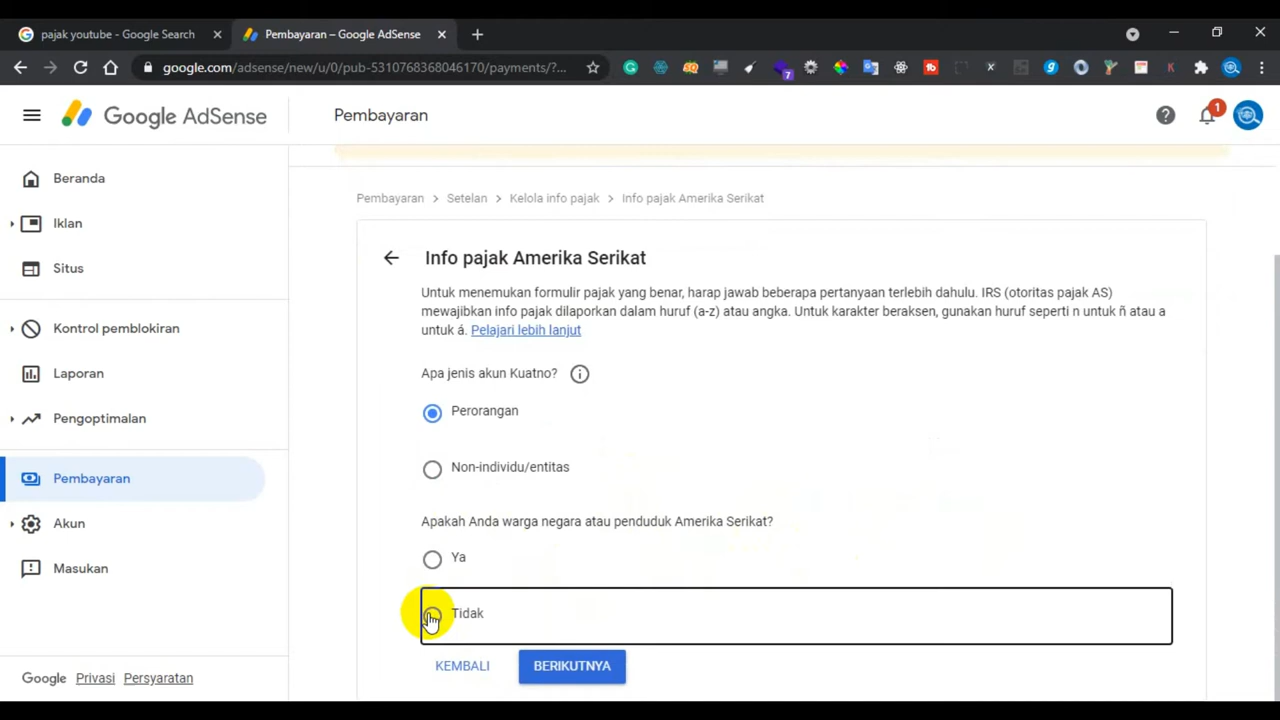 pajak youtube - Google Search
Pembayaran – Google AdSense
google.com/adsense/new/u/0/pub-5310768368046170/payments/?...
7
Google AdSense
Pembayaran
1
Beranda
Iklan
Situs
Kontrol pemblokiran
Laporan
Pengoptimalan
Pembayaran
Akun
Masukan
Google Privasi Persyaratan
Pembayaran > Setelan > Kelola info pajak > Info pajak Amerika Serikat
Info pajak Amerika Serikat
Untuk menemukan formulir pajak yang benar, harap jawab beberapa pertanyaan terlebih dahulu. IRS (otoritas pajak AS)
mewajibkan info pajak dilaporkan dalam huruf (a-z) atau angka. Untuk karakter beraksen, gunakan huruf seperti n untuk ñ atau a
untuk á. Pelajari lebih lanjut
Apa jenis akun Kuatno?
Perorangan
Non-individu/entitas
Apakah Anda warga negara atau penduduk Amerika Serikat?
Ya
Tidak
KEMBALI
BERIKUTNYA